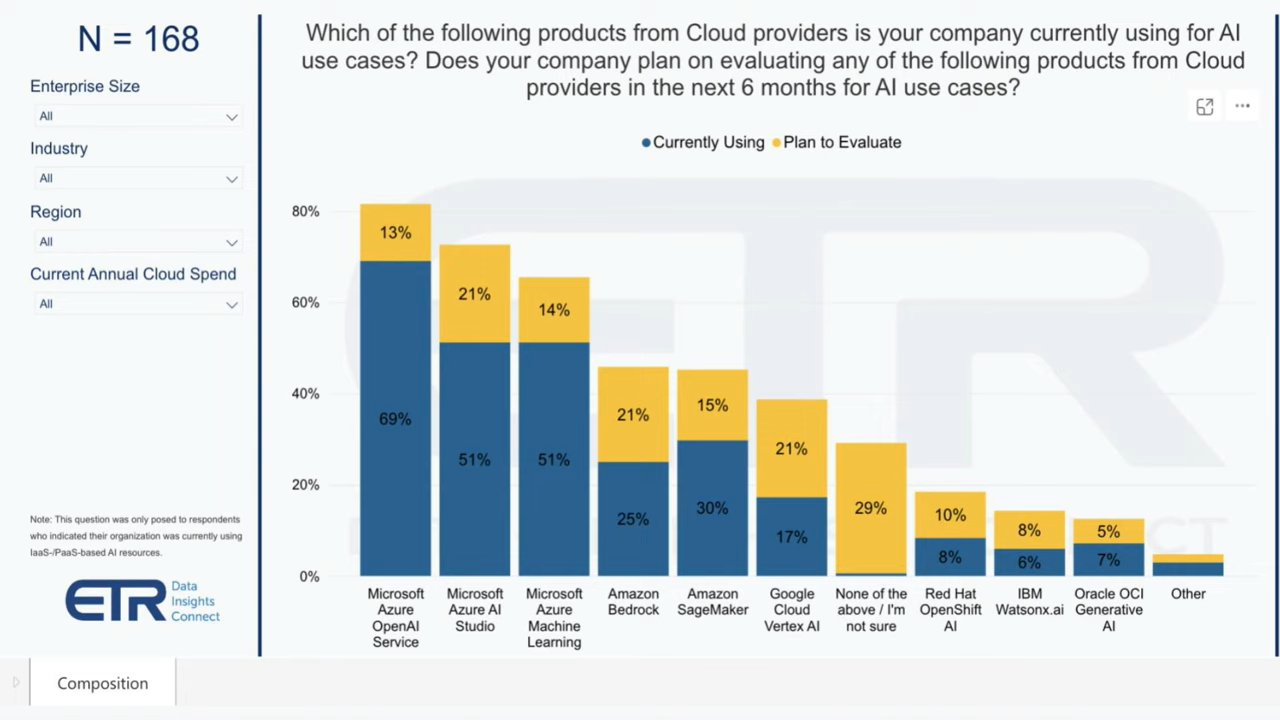 N = 168
Enterprise Size
All
Industry
All
Region
All
Current Annual Cloud Spend
All
Note: This question was only posed to respondents
who indicated their organization was currently using
IaaS-/PaaS-based AI resources.
ETR Data
Insights
Connect
Which of the following products from Cloud providers is your company currently using for AI
use cases? Does your company plan on evaluating any of the following products from Cloud
providers in the next 6 months for AI use cases?
Currently Using Plan to Evaluate
80%
60%
40%
20%
0%
13%
69%
21%
51%
14%
51%
21%
25%
15%
30%
21%
17%
29%
10%
8%
8%
6%
5%
7%
Microsoft
Azure
OpenAI
Service
Microsoft
Azure AI
Studio
Microsoft
Azure
Machine
Learning
Amazon
Bedrock
Amazon
SageMaker
Google
Cloud
Vertex AI
None of the
above / I'm
not sure
Red Hat
OpenShift
AI
IBM
Watsonx.ai
Oracle OCI
Generative
AI
Other
ETR
Composition